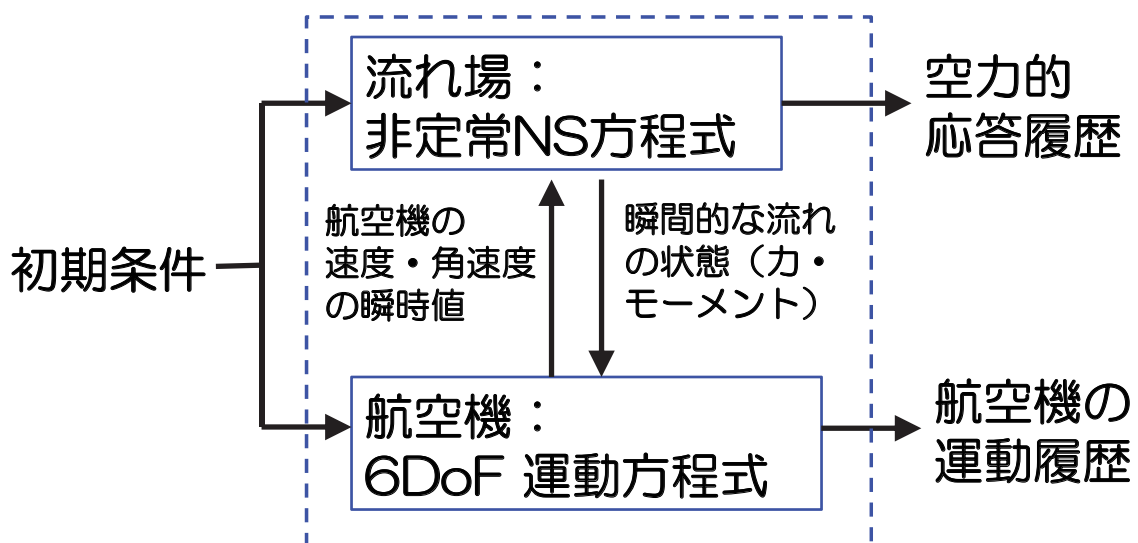 初期条件
流れ場：
非定常NS方程式
空力的
応答履歴
航空機の
速度・角速度
の瞬時値
瞬間的な流れ
の状態（力・
モーメント）
航空機：
6DoF 運動方程式
航空機の
運動履歴